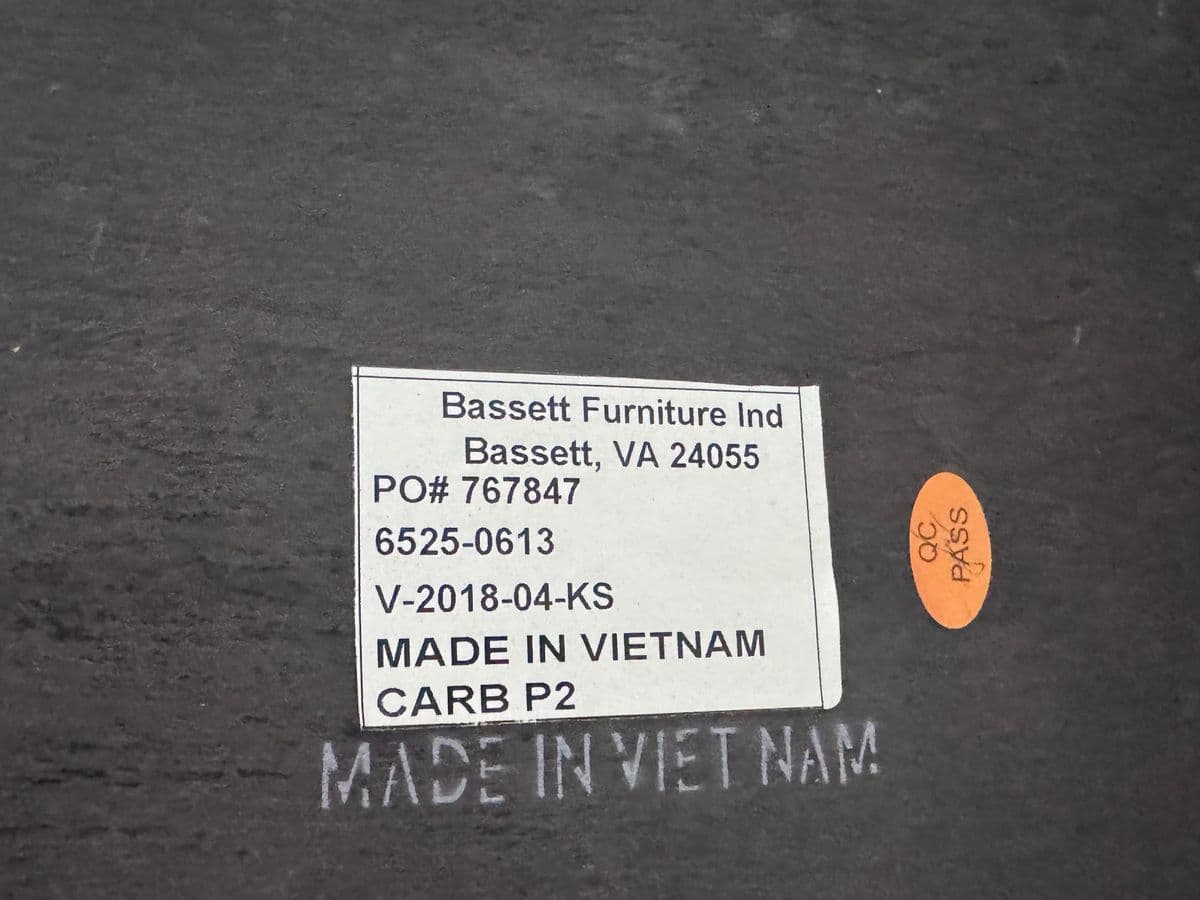 Bassett Furniture Ind
Bassett, VA 24055
PO# 767847
6525-0613
V-2018-04-KS
MADE IN VIETNAM
CARB P2
MADE IN VIET NAM
QC
PASS